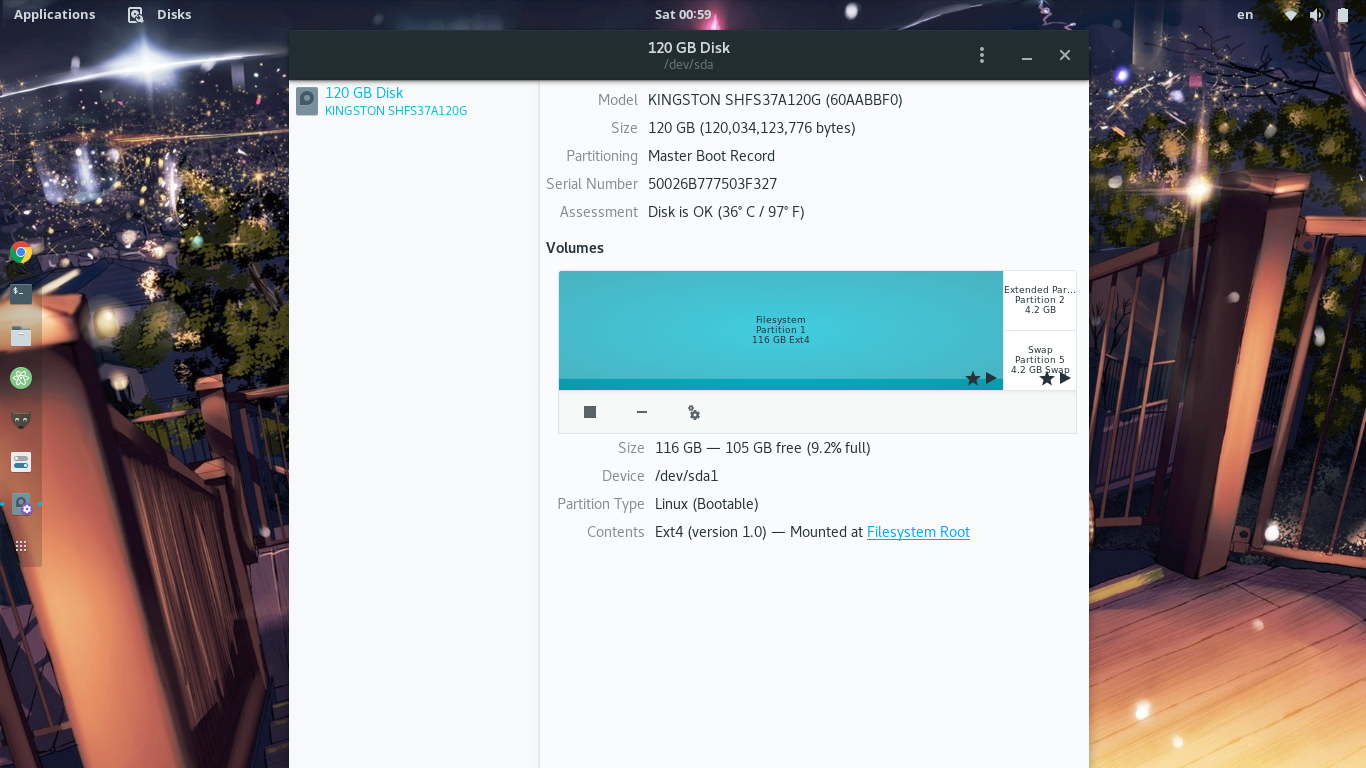 Applications
Disks
Sat 00:59
en
120 GB Disk
/dev/sda
120 GB Disk
KINGSTON SHFS37A120G
Model KINGSTON SHFS37A120G (60AABBF0)
Size 120 GB (120,034,123,776 bytes)
Partitioning Master Boot Record
Serial Number 50026B777503F327
Assessment Disk is OK (36° C / 97° F)
Volumes
Filesystem
Partition 1
116 GB Ext4
Extended Par...
Partition 2
4.2 GB
Swap
Partition 5
4.2 GB Swap
Size 116 GB — 105 GB free (9.2% full)
Device /dev/sda1
Partition Type Linux (Bootable)
Contents Ext4 (version 1.0) — Mounted at Filesystem Root
$_